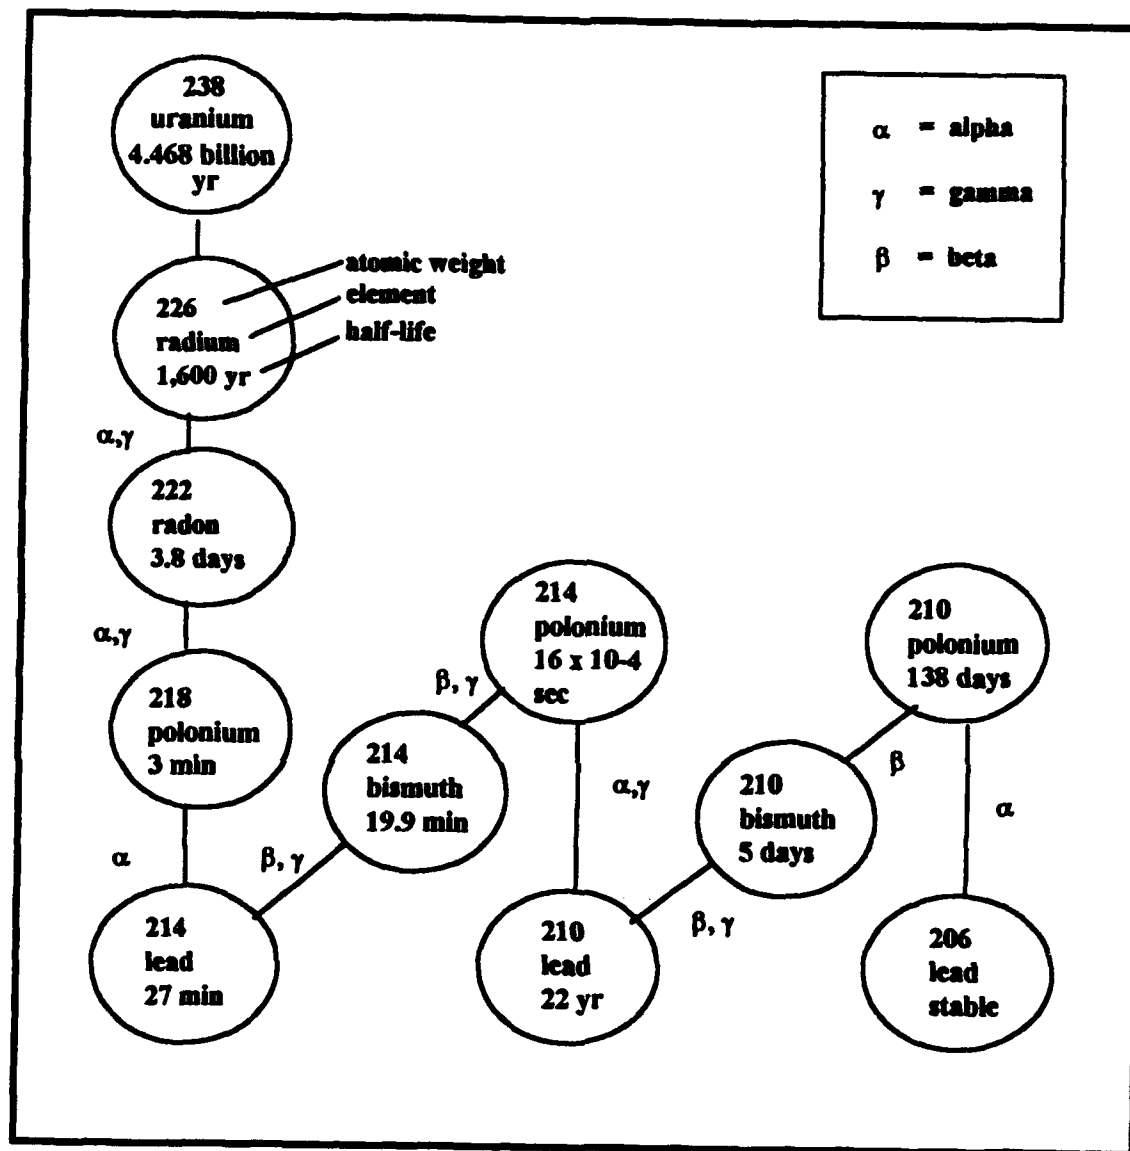 238
uranium
4.468 billion
yr
α = alpha
γ = gamma
β = beta
226
radium
1,600 yr
atomic weight
element
half-life
α,γ
222
radon
3.8 days
α,γ
218
polonium
3 min
α
214
lead
27 min
β, γ
214
bismuth
19.9 min
β, γ
214
polonium
16 x 10-4
sec
α,γ
210
lead
22 yr
β, γ
210
bismuth
5 days
β
210
polonium
138 days
α
206
lead
stable